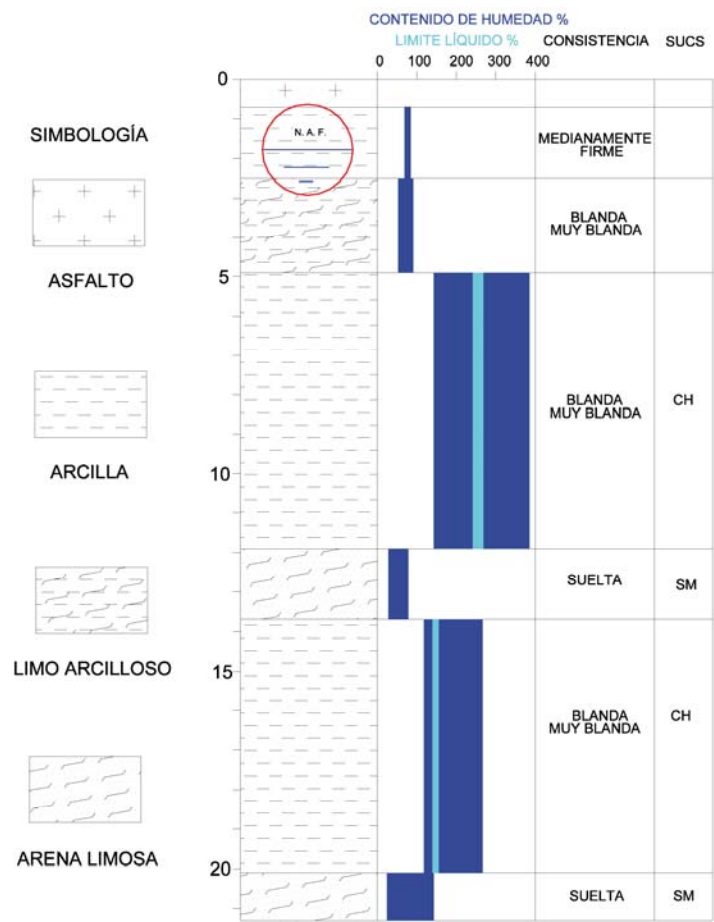 CONTENIDO DE HUMEDAD %
LIMITE LÍQUIDO %
CONSISTENCIA
SUCS
0 100 200 300 400
0
5
10
15
20
SIMBOLOGÍA
ASFALTO
ARCILLA
LIMO ARCILLOSO
ARENA LIMOSA
N. A. F.
MEDIANAMENTE
FIRME
BLANDA
MUY BLANDA
BLANDA
MUY BLANDA
CH
SUELTA
SM
BLANDA
MUY BLANDA
CH
SUELTA
SM